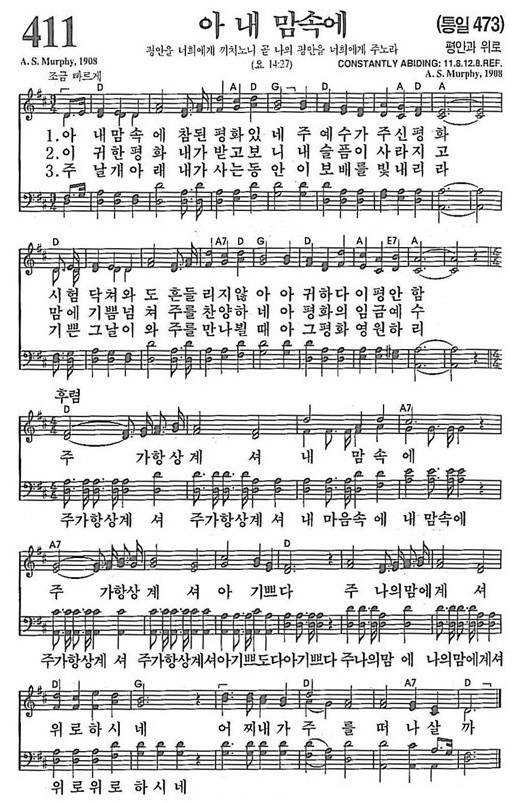 411
아 내 맘속에
(통일 473)
평안을 너희에게 끼치노니 곧 나의 평안을 너희에게 주노라
평안과 위로
A. S. Murphy, 1908
(요 14:27)
CONSTANTLY ABIDING: 11.8.12.8.REF.
조금 빠르게
A. S. Murphy, 1908
D A D G D A D A
1. 아 내 맘 속 에 참 된 평 화 있 네 주 예 수 가 주 신 평 화
2. 이 귀 한 평 화 내 가 받 고 보 니 내 슬 픔 이 사 라 지 고
3. 주 날 개 아 래 내 가 사 는 동 안 이 보 배 를 빛 내 리 라
D A7 D G D A E7 A
시 험 닥 쳐 와 도 흔 들 리 지 않 아 아 귀 하 다 이 평 안 함
맘 에 기 쁨 넘 쳐 주 를 찬 양 하 네 아 평 화 의 임 금 예 수
기 쁜 그 날 이 와 주 를 만 나 뵐 때 아 그 평 화 영 원 하 리
후렴
D A7
주 가 항 상 계 셔 내 맘 속 에
주가항상계 셔 주가항상계 셔 내 마음속 에 내 맘속에
A7 G D
주 가 항 상 계 셔 아 기 쁘 다 주 나 의 맘 에 게 셔
주가항상계 셔 주가항상계셔아기쁘도다아기쁘다 주나의맘 에 나의맘에계셔
D G D A7 D
위 로 하 시 네 어 찌 내 가 주 를 떠 나 살 까
위로위로 하시네